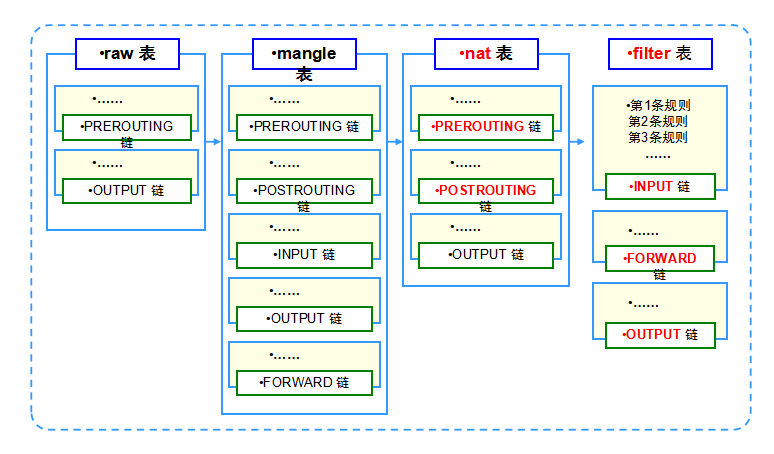 •raw 表
•……
•PREROUTING
链
•……
•OUTPUT 链
•mangle
表
•……
•PREROUTING 链
•……
•POSTROUTING
链
•……
•INPUT 链
•……
•OUTPUT 链
•……
•FORWARD 链
•nat 表
•……
•PREROUTING 链
•……
•POSTROUTING
链
•……
•OUTPUT 链
•filter 表
•第1条规则
第2条规则
第3条规则
……
•INPUT 链
•……
•FORWARD
链
•……
•OUTPUT 链